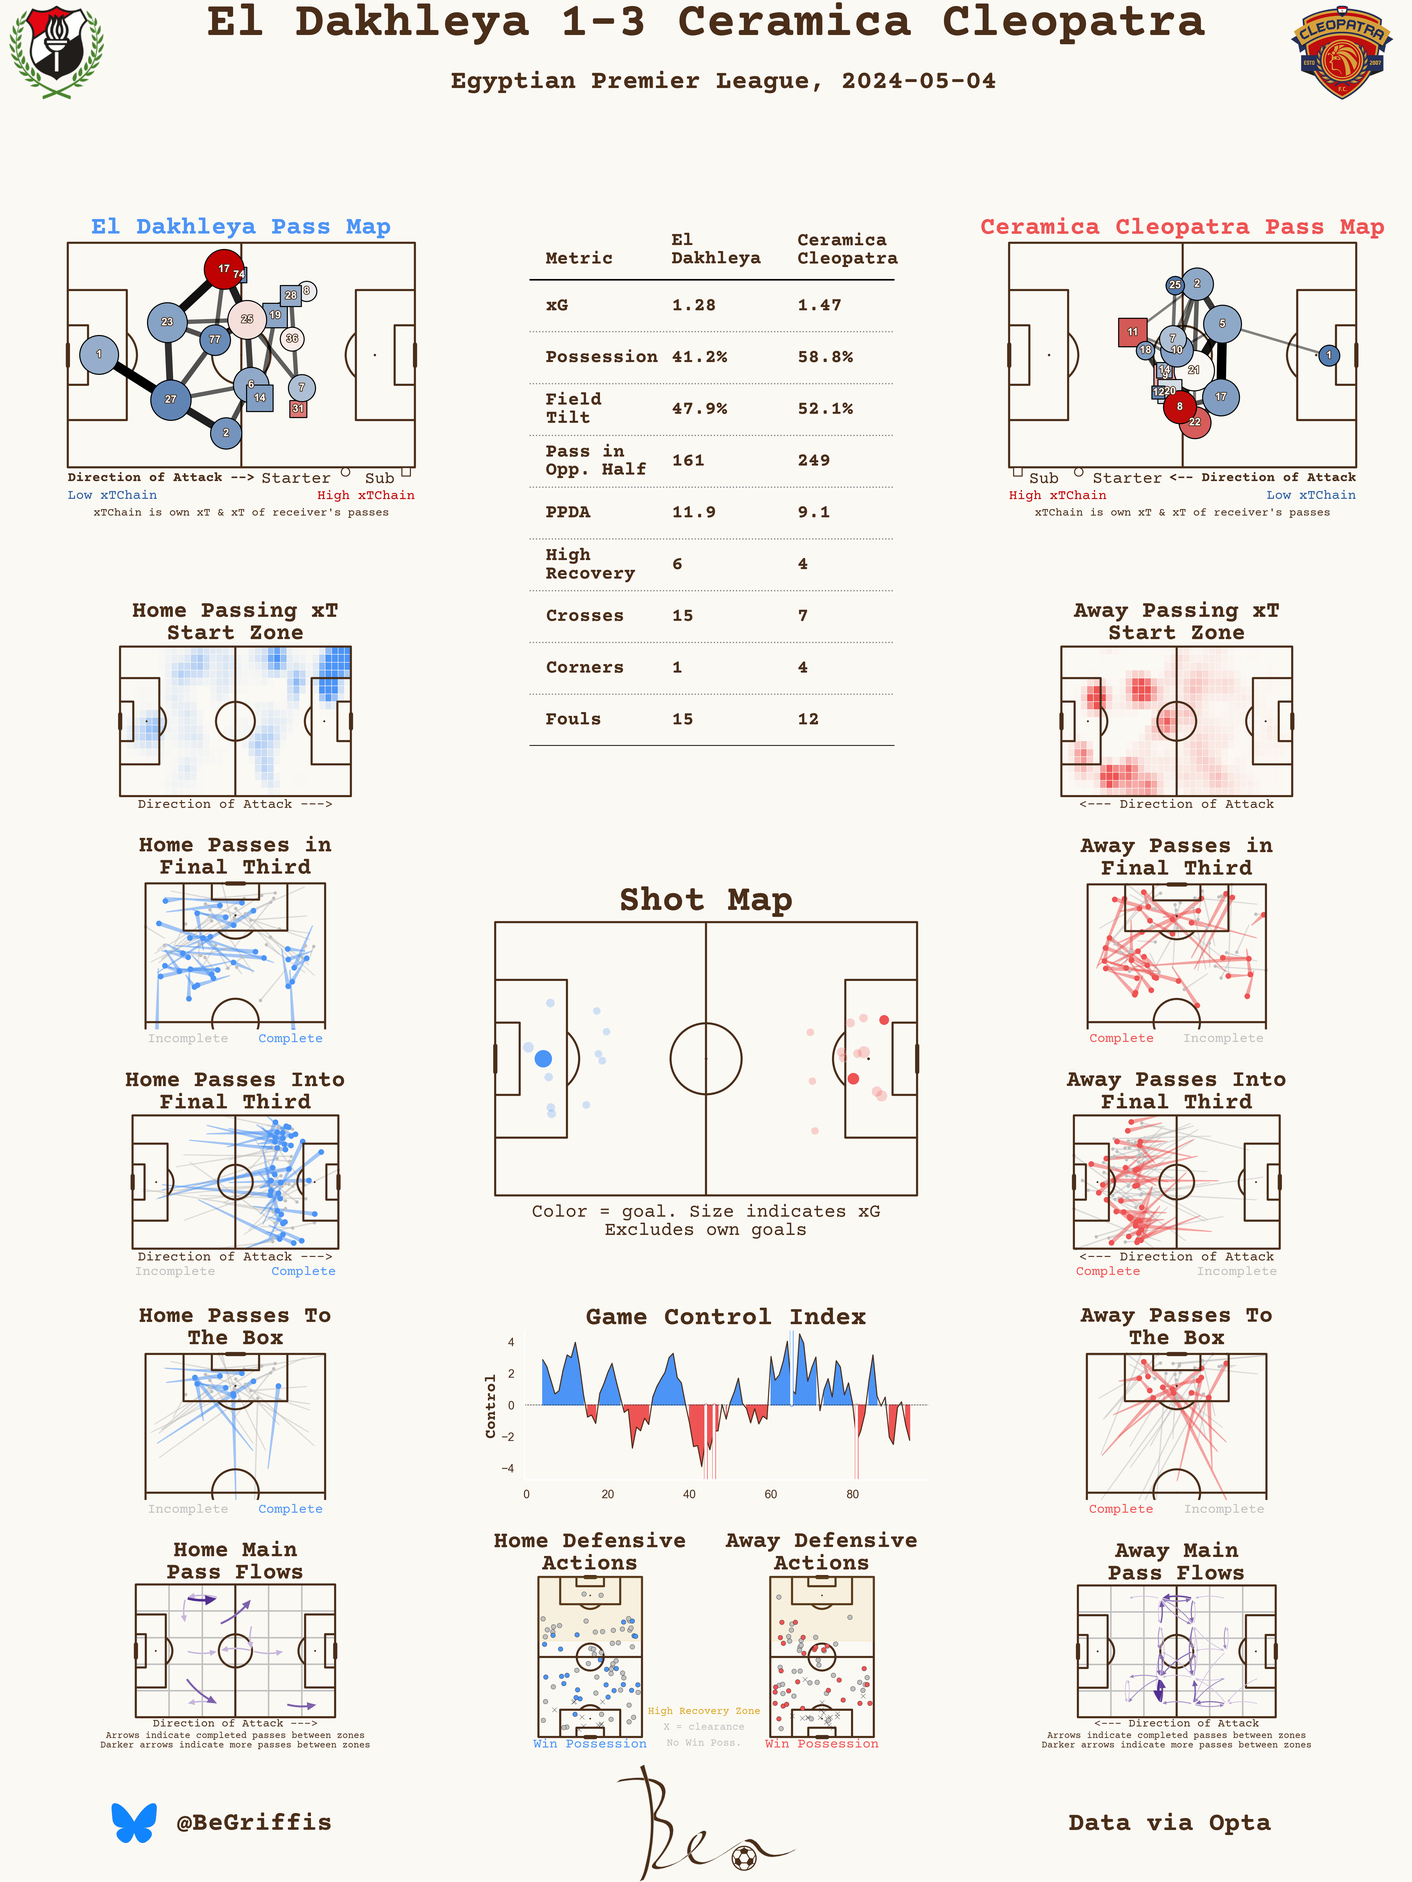 El Dakhleya 1-3 Ceramica Cleopatra
Egyptian Premier League, 2024-05-04
CLEOPATRA
ESTD 2007
F.C.
El Dakhleya Pass Map
17
74
28
8
19
25
23
77
36
1
6
7
27
14
31
2
Direction of Attack --> Starter Sub
Low xTChain High xTChain
xTChain is own xT & xT of receiver's passes
Metric El Dakhleya Ceramica Cleopatra
xG 1.28 1.47
Possession 41.2% 58.8%
Field Tilt 47.9% 52.1%
Pass in Opp. Half 161 249
PPDA 11.9 9.1
High Recovery 6 4
Crosses 15 7
Corners 1 4
Fouls 15 12
Ceramica Cleopatra Pass Map
25
2
11
5
7
18
10
1
14
21
12
20
17
8
22
Sub Starter <-- Direction of Attack
High xTChain Low xTChain
xTChain is own xT & xT of receiver's passes
Home Passing xT
Start Zone
Direction of Attack --->
Away Passing xT
Start Zone
<--- Direction of Attack
Home Passes in
Final Third
Incomplete Complete
Away Passes in
Final Third
Complete Incomplete
Shot Map
Color = goal. Size indicates xG
Excludes own goals
Home Passes Into
Final Third
Direction of Attack --->
Incomplete Complete
Away Passes Into
Final Third
<--- Direction of Attack
Complete Incomplete
Home Passes To
The Box
Incomplete Complete
Game Control Index
Control
4
2
0
−2
−4
0 20 40 60 80
Away Passes To
The Box
Complete Incomplete
Home Main
Pass Flows
Direction of Attack --->
Arrows indicate completed passes between zones
Darker arrows indicate more passes between zones
Home Defensive
Actions
Win Possession
High Recovery Zone
X = clearance
No Win Poss.
Away Defensive
Actions
Win Possession
Away Main
Pass Flows
<--- Direction of Attack
Arrows indicate completed passes between zones
Darker arrows indicate more passes between zones
@BeGriffis
Ben
Data via Opta